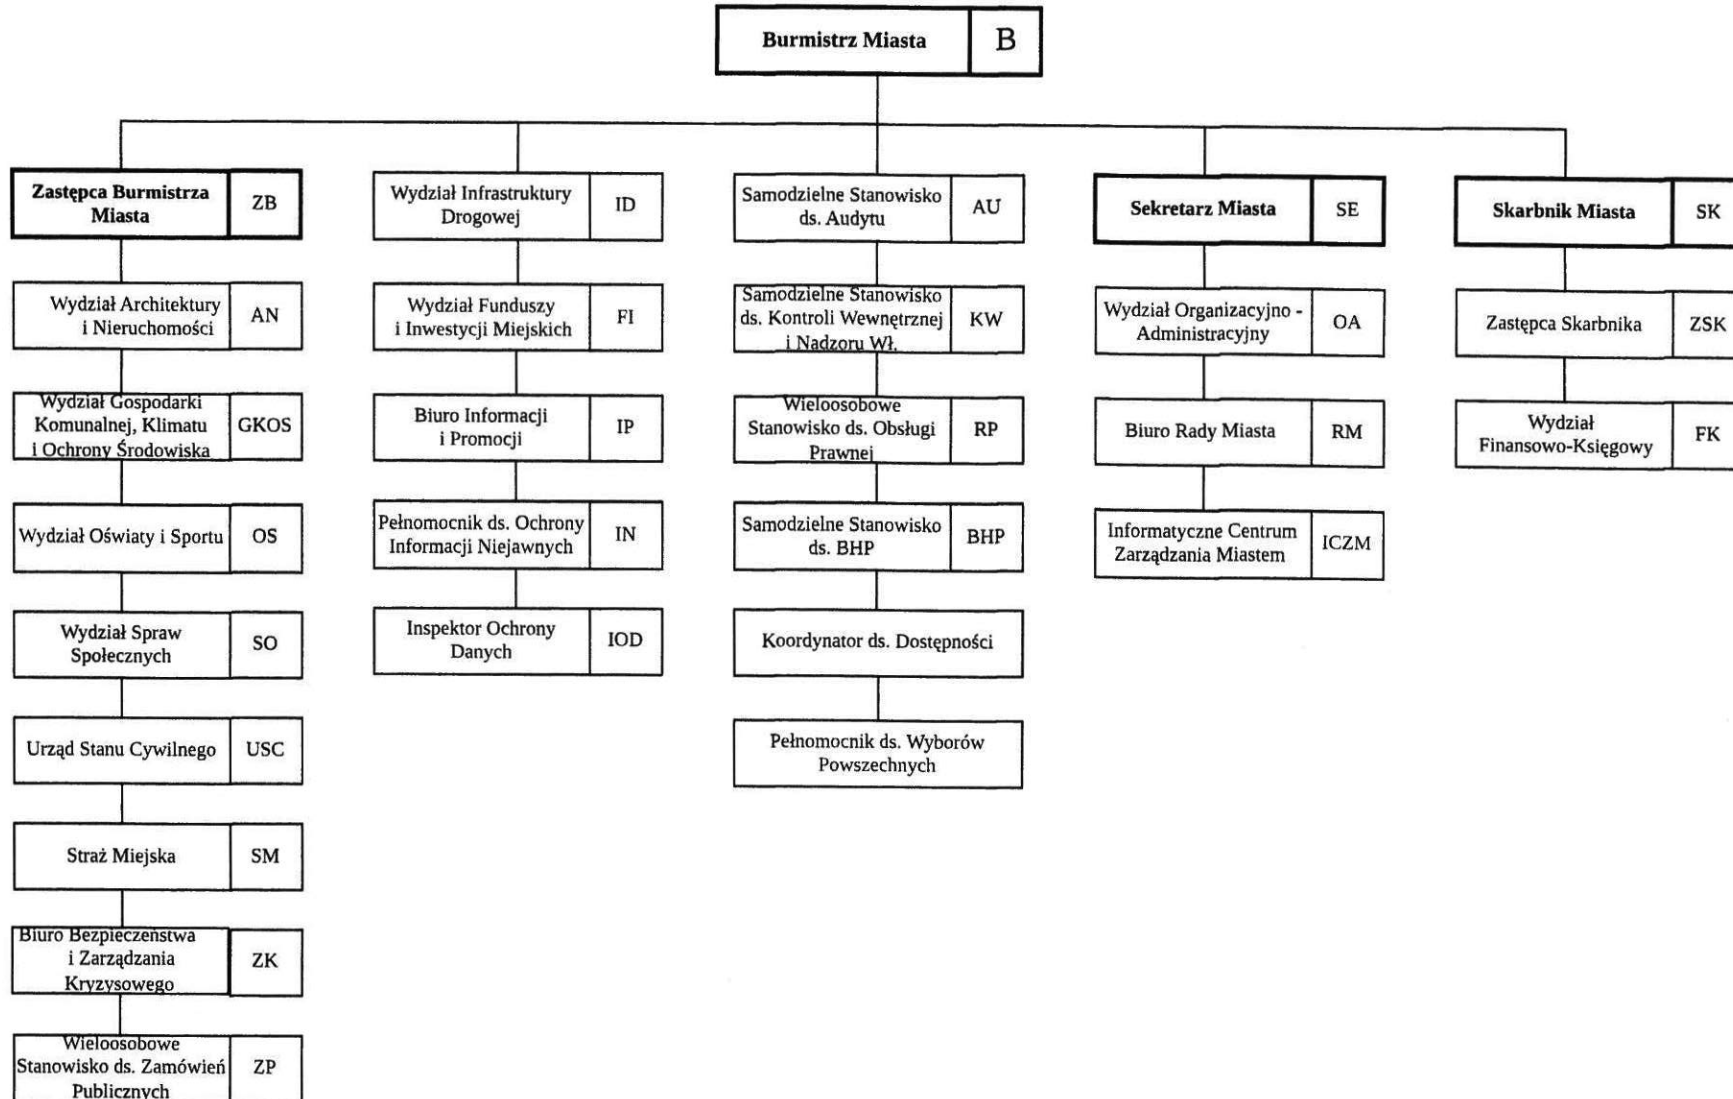 Burmistrz Miasta
B
Zastępca Burmistrza
Miasta
ZB
Wydział Architektury
i Nieruchomości
AN
Wydział Gospodarki
Komunalnej, Klimatu
i Ochrony Środowiska
GKOS
Wydział Oświaty i Sportu
OS
Wydział Spraw
Społecznych
SO
Urząd Stanu Cywilnego
USC
Straż Miejska
SM
Biuro Bezpieczeństwa
i Zarządzania
Kryzysowego
ZK
Wieloosobowe
Stanowisko ds. Zamówień
Publicznych
ZP
Wydział Infrastruktury
Drogowej
ID
Wydział Funduszy
i Inwestycji Miejskich
FI
Biuro Informacji
i Promocji
IP
Pełnomocnik ds. Ochrony
Informacji Niejawnych
IN
Inspektor Ochrony
Danych
IOD
Samodzielne Stanowisko
ds. Audytu
AU
Samodzielne Stanowisko
ds. Kontroli Wewnętrznej
i Nadzoru Wł.
KW
Wieloosobowe
Stanowisko ds. Obsługi
Prawnej
RP
Samodzielne Stanowisko
ds. BHP
BHP
Koordynator ds. Dostępności
Pełnomocnik ds. Wyborów
Powszechnych
Sekretarz Miasta
SE
Wydział Organizacyjno -
Administracyjny
OA
Biuro Rady Miasta
RM
Informatyczne Centrum
Zarządzania Miastem
ICZM
Skarbnik Miasta
SK
Zastępca Skarbnika
ZSK
Wydział
Finansowo-Księgowy
FK